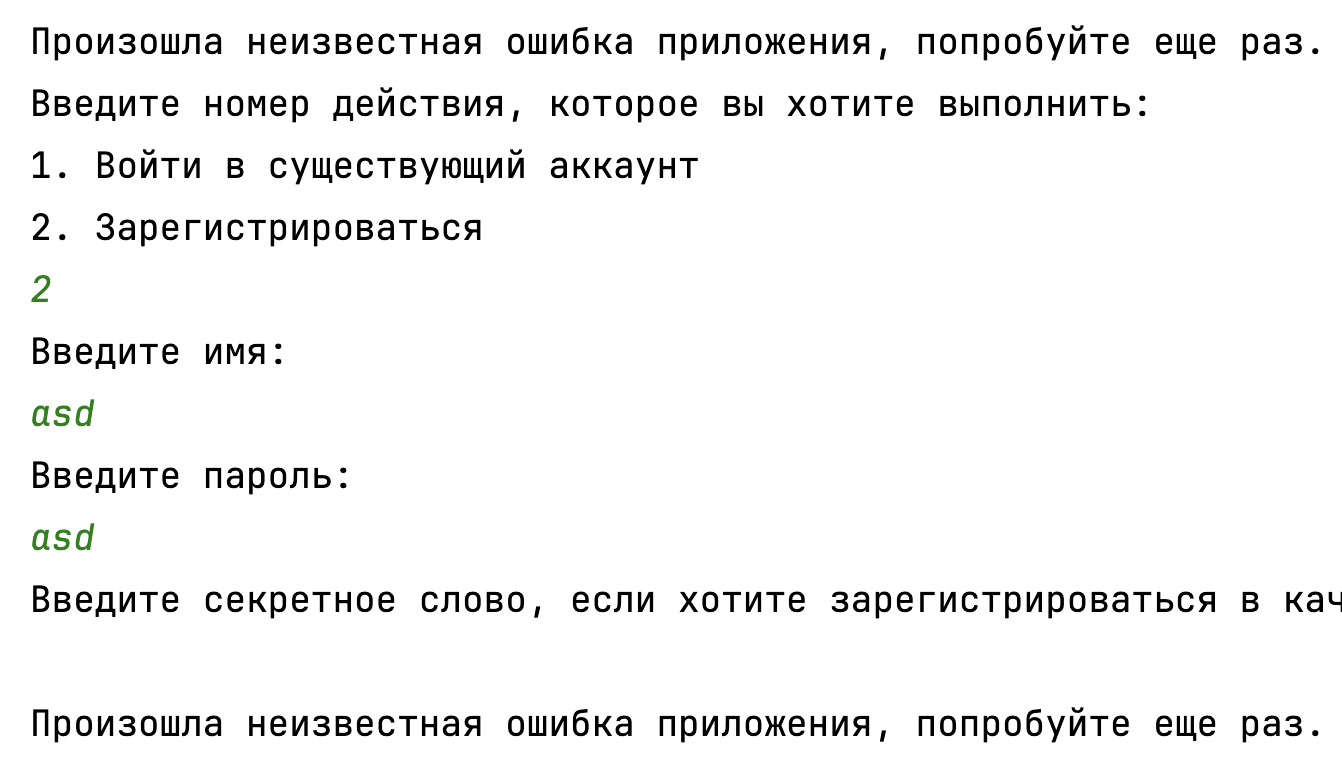 Произошла неизвестная ошибка приложения, попробуйте еще раз.
Введите номер действия, которое вы хотите выполнить:
1. Войти в существующий аккаунт
2. Зарегистрироваться
2
Введите имя:
asd
Введите пароль:
asd
Введите секретное слово, если хотите зарегистрироваться в
Произошла неизвестная ошибка приложения, попробуйте еще раз.